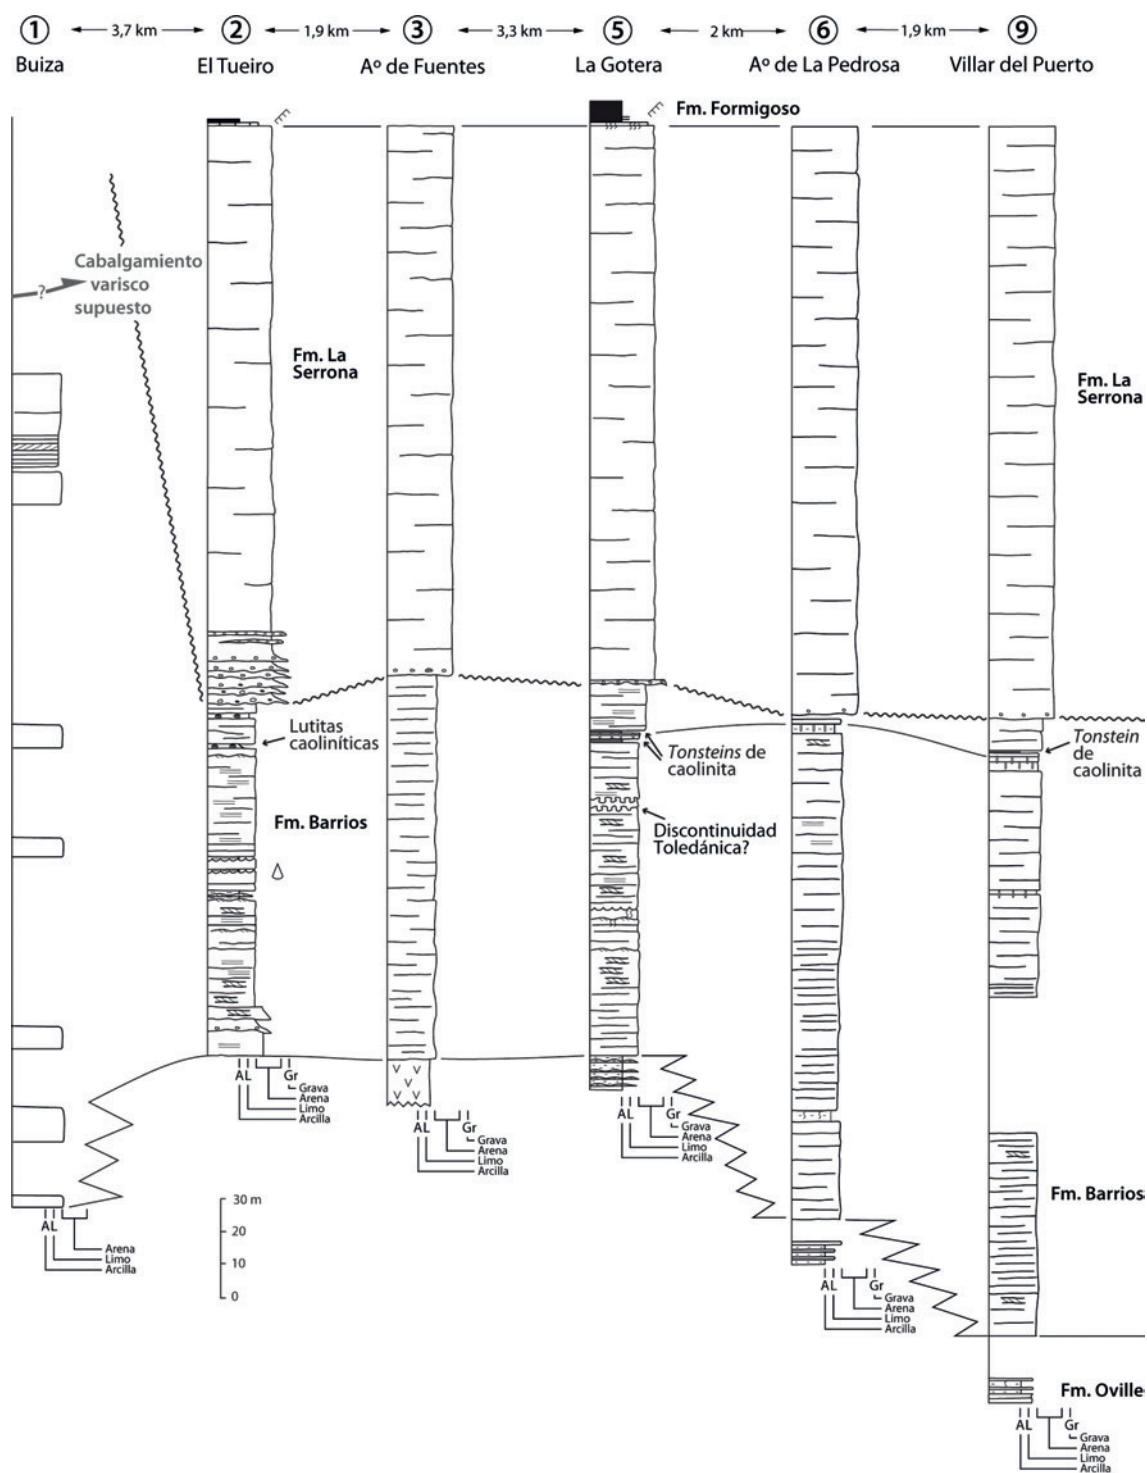 ① 3,7 km ② 1,9 km ③ 3,3 km ⑤ 2 km ⑥ 1,9 km ⑨
Buiza El Tueiro Aº de Fuentes La Gotera Aº de La Pedrosa Villar del Puerto
Fm. Formigoso
Cabalgamiento
varisco
supuesto
?
Fm. La
Serrona
Fm. La
Serrona
Lutitas
caoliníticas
Tonsteins de
caolinita
Tonstein
de
caolinita
Fm. Barrios
Discontinuidad
Toledánica?
Fm. Barrios
Fm. Oville
AL Gr
Grava
Arena
Limo
Arcilla
AL Gr
Grava
Arena
Limo
Arcilla
AL Gr
Grava
Arena
Limo
Arcilla
AL
Arena
Limo
Arcilla
30 m
20
10
0
AL Gr
Grava
Arena
Limo
Arcilla
AL Gr
Grava
Arena
Limo
Arcilla